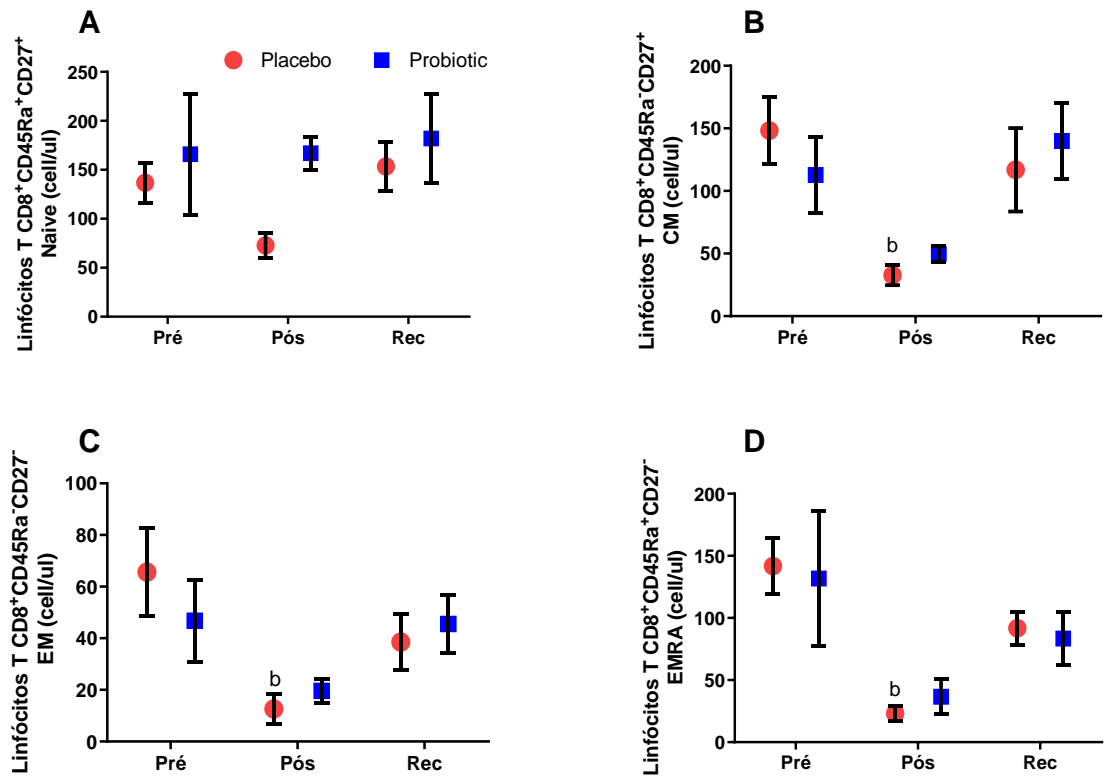 A
Placebo
Probiotic
Linfócitos T CD8⁺CD45Ra⁺CD27⁺
Naive (cell/ul)
250
200
150
100
50
0
Pré
Pós
Rec
B
Linfócitos T CD8⁺CD45Ra⁻CD27⁺
CM (cell/ul)
200
150
100
50
0
b
Pré
Pós
Rec
C
Linfócitos T CD8⁺CD45Ra⁻CD27⁻
EM (cell/ul)
100
80
60
40
20
0
b
Pré
Pós
Rec
D
Linfócitos T CD8⁺CD45Ra⁺CD27⁻
EMRA (cell/ul)
200
150
100
50
0
b
Pré
Pós
Rec